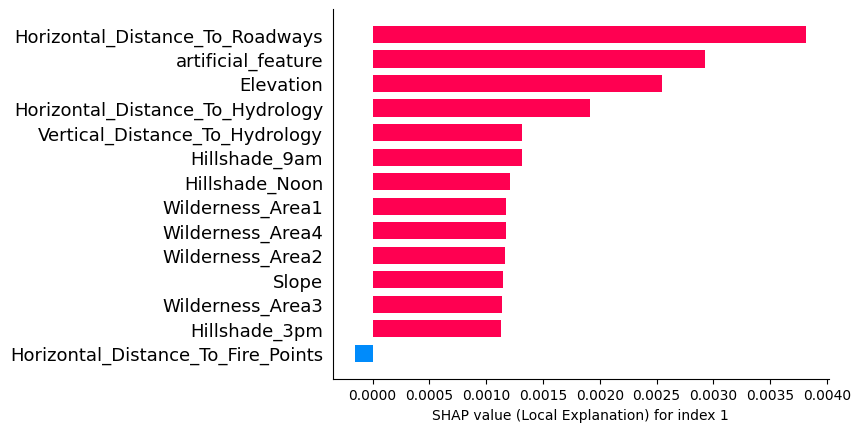 Horizontal_Distance_To_Roadways
artificial_feature
Elevation
Horizontal_Distance_To_Hydrology
Vertical_Distance_To_Hydrology
Hillshade_9am
Hillshade_Noon
Wilderness_Area1
Wilderness_Area4
Wilderness_Area2
Slope
Wilderness_Area3
Hillshade_3pm
Horizontal_Distance_To_Fire_Points
0.0000 0.0005 0.0010 0.0015 0.0020 0.0025 0.0030 0.0035 0.0040
SHAP value (Local Explanation) for index 1